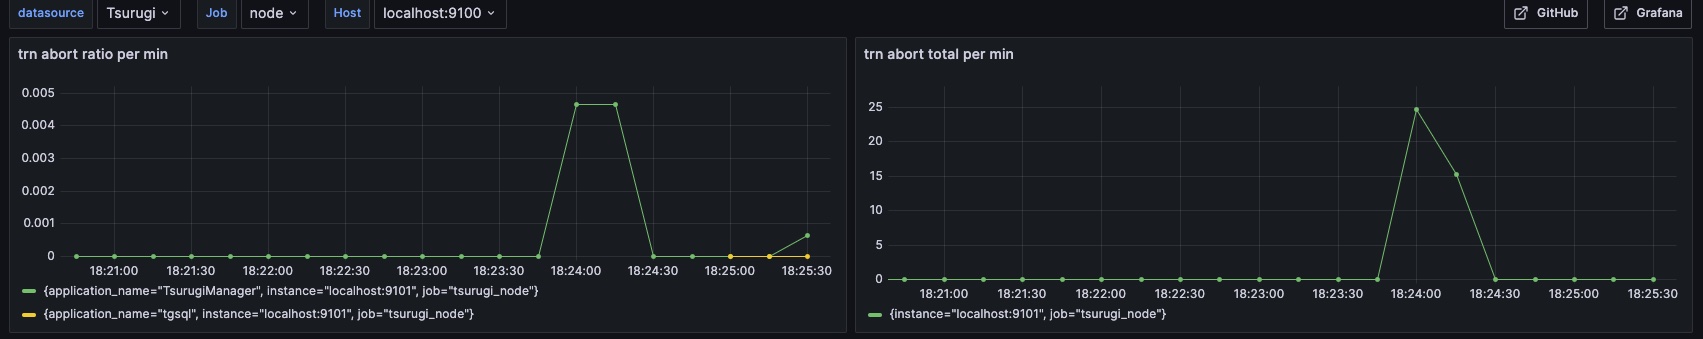 datasource Tsurugi Job node Host localhost:9100 GitHub Grafana
trn abort ratio per min
0.005
0.004
0.003
0.002
0.001
0
18:21:00 18:21:30 18:22:00 18:22:30 18:23:00 18:23:30 18:24:00 18:24:30 18:25:00 18:25:30
{application_name="TsurugiManager", instance="localhost:9101", job="tsurugi_node"}
{application_name="tgsql", instance="localhost:9101", job="tsurugi_node"}
trn abort total per min
25
20
15
10
5
0
18:21:00 18:21:30 18:22:00 18:22:30 18:23:00 18:23:30 18:24:00 18:24:30 18:25:00 18:25:30
{instance="localhost:9101", job="tsurugi_node"}